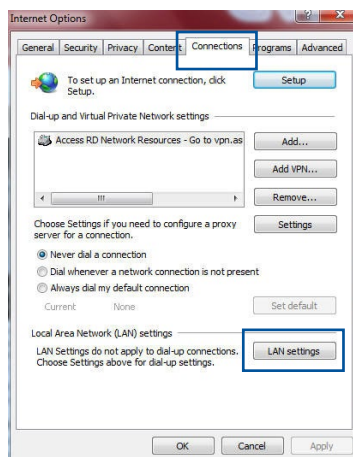 Internet Options
General Security Privacy Content Connections Programs Advanced
To set up an Internet connection, click
Setup.
Setup
Dial-up and Virtual Private Network settings
Access RD Network Resources - Go to vpn.as
Add...
Add VPN...
Remove...
Choose Settings if you need to configure a proxy
server for a connection.
Settings
Never dial a connection
Dial whenever a network connection is not present
Always dial my default connection
Current None
Set default
Local Area Network (LAN) settings
LAN Settings do not apply to dial-up connections.
Choose Settings above for dial-up settings.
LAN settings
OK Cancel Apply